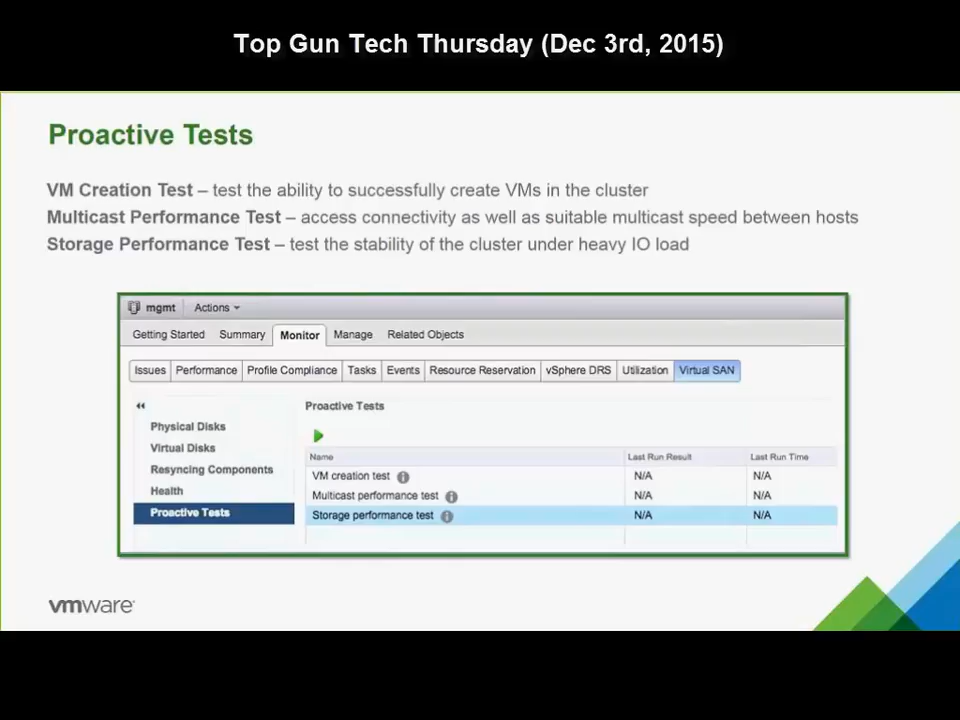 Top Gun Tech Thursday (Dec 3rd, 2015)
Proactive Tests
VM Creation Test – test the ability to successfully create VMs in the cluster
Multicast Performance Test – access connectivity as well as suitable multicast speed between hosts
Storage Performance Test – test the stability of the cluster under heavy IO load
mgmt Actions
Getting Started Summary Monitor Manage Related Objects
Issues Performance Profile Compliance Tasks Events Resource Reservation vSphere DRS Utilization Virtual SAN
Physical Disks
Virtual Disks
Resyncing Components
Health
Proactive Tests
Proactive Tests
Name Last Run Result Last Run Time
VM creation test N/A N/A
Multicast performance test N/A N/A
Storage performance test N/A N/A
vmware